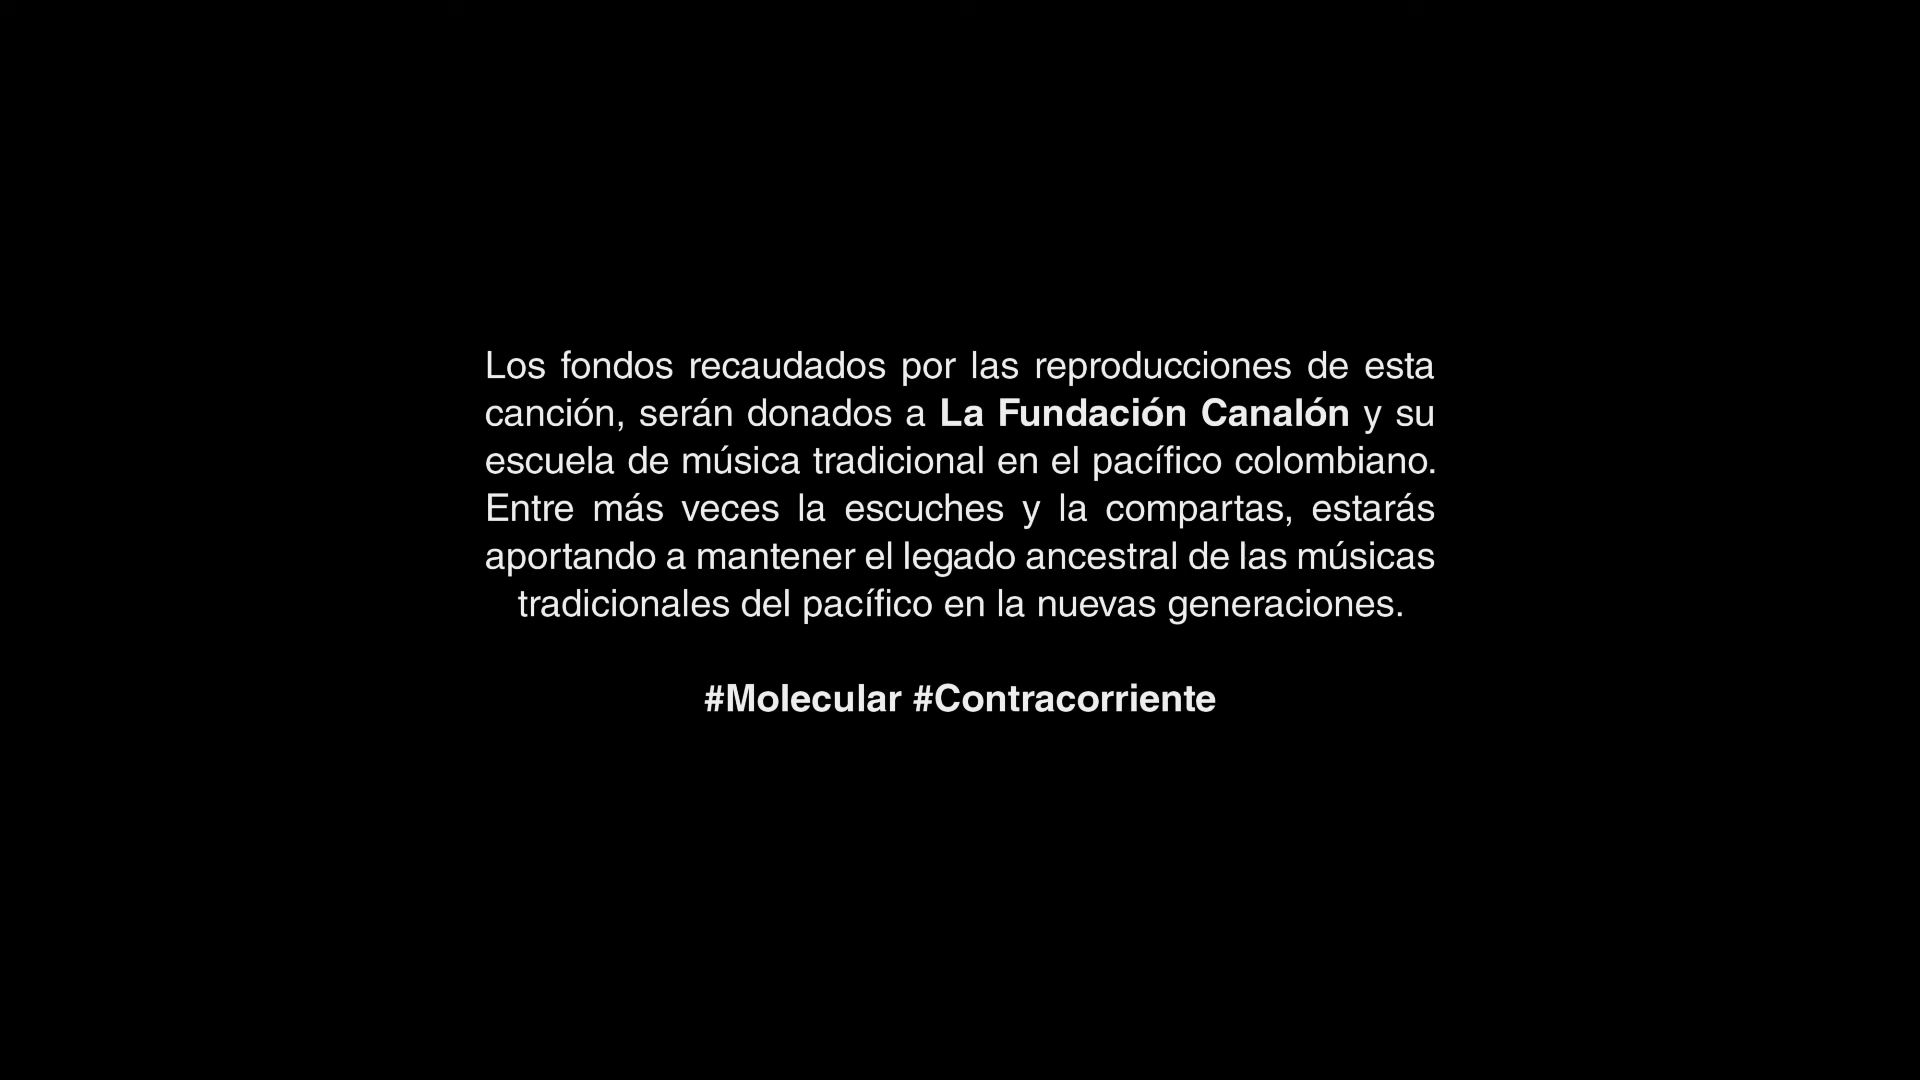 Los fondos recaudados por las reproducciones de esta
canción, serán donados a La Fundación Canalón y su
escuela de música tradicional en el pacífico colombiano.
Entre más veces la escuches y la compartas, estarás
aportando a mantener el legado ancestral de las músicas
tradicionales del pacífico en la nuevas generaciones.
#Molecular #Contracorriente